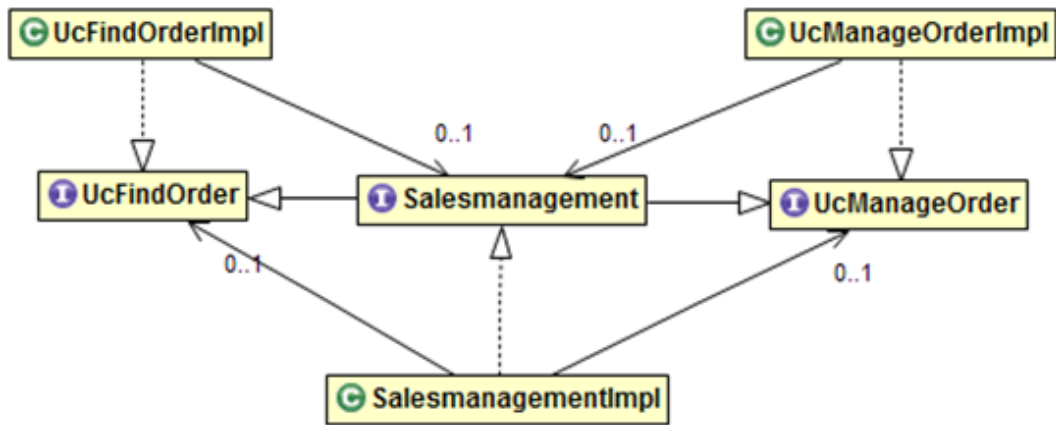 C UcFindOrderImpl
C UcManageOrderImpl
0..1
0..1
I UcFindOrder
I Salesmanagement
I UcManageOrder
0..1
0..1
C SalesmanagementImpl